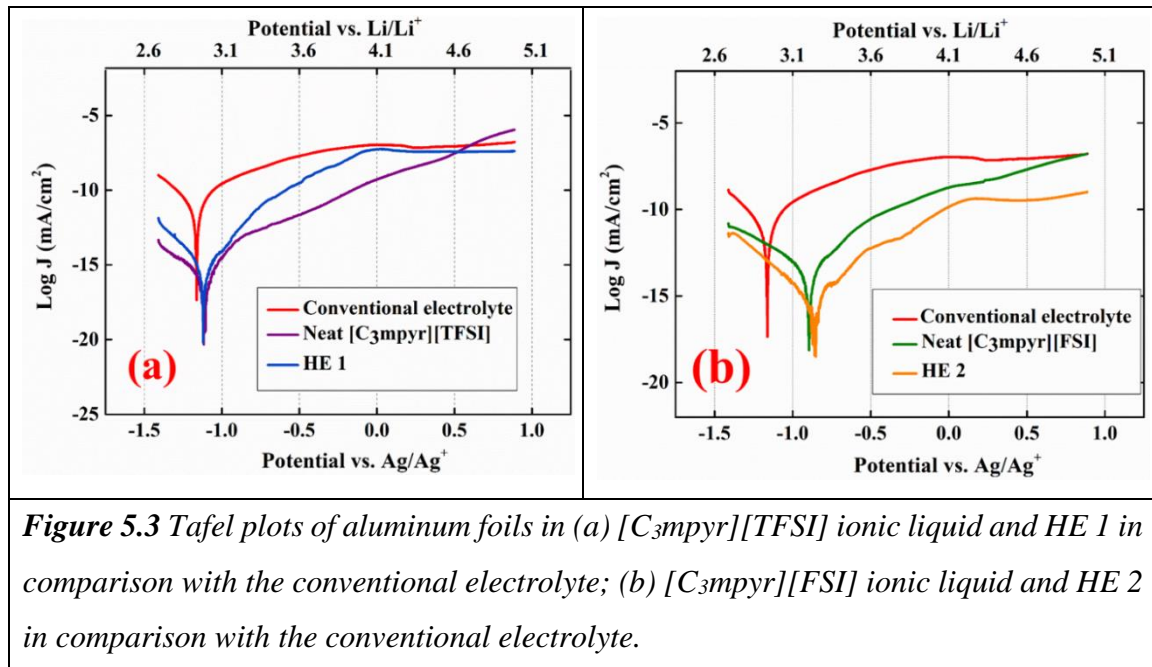 Potential vs. Li/Li⁺
2.6 3.1 3.6 4.1 4.6 5.1
-5
-10
-15
-20
-25
Log J (mA/cm²)
Conventional electrolyte
Neat [C₃mpyr][TFSI]
HE 1
(a)
-1.5 -1.0 -0.5 0.0 0.5 1.0
Potential vs. Ag/Ag⁺
Potential vs. Li/Li⁺
2.6 3.1 3.6 4.1 4.6 5.1
-5
-10
-15
-20
Log J (mA/cm²)
Conventional electrolyte
Neat [C₃mpyr][FSI]
HE 2
(b)
-1.5 -1.0 -0.5 0.0 0.5 1.0
Potential vs. Ag/Ag⁺
Figure 5.3 Tafel plots of aluminum foils in (a) [C₃mpyr][TFSI] ionic liquid and HE 1 in
comparison with the conventional electrolyte; (b) [C₃mpyr][FSI] ionic liquid and HE 2
in comparison with the conventional electrolyte.